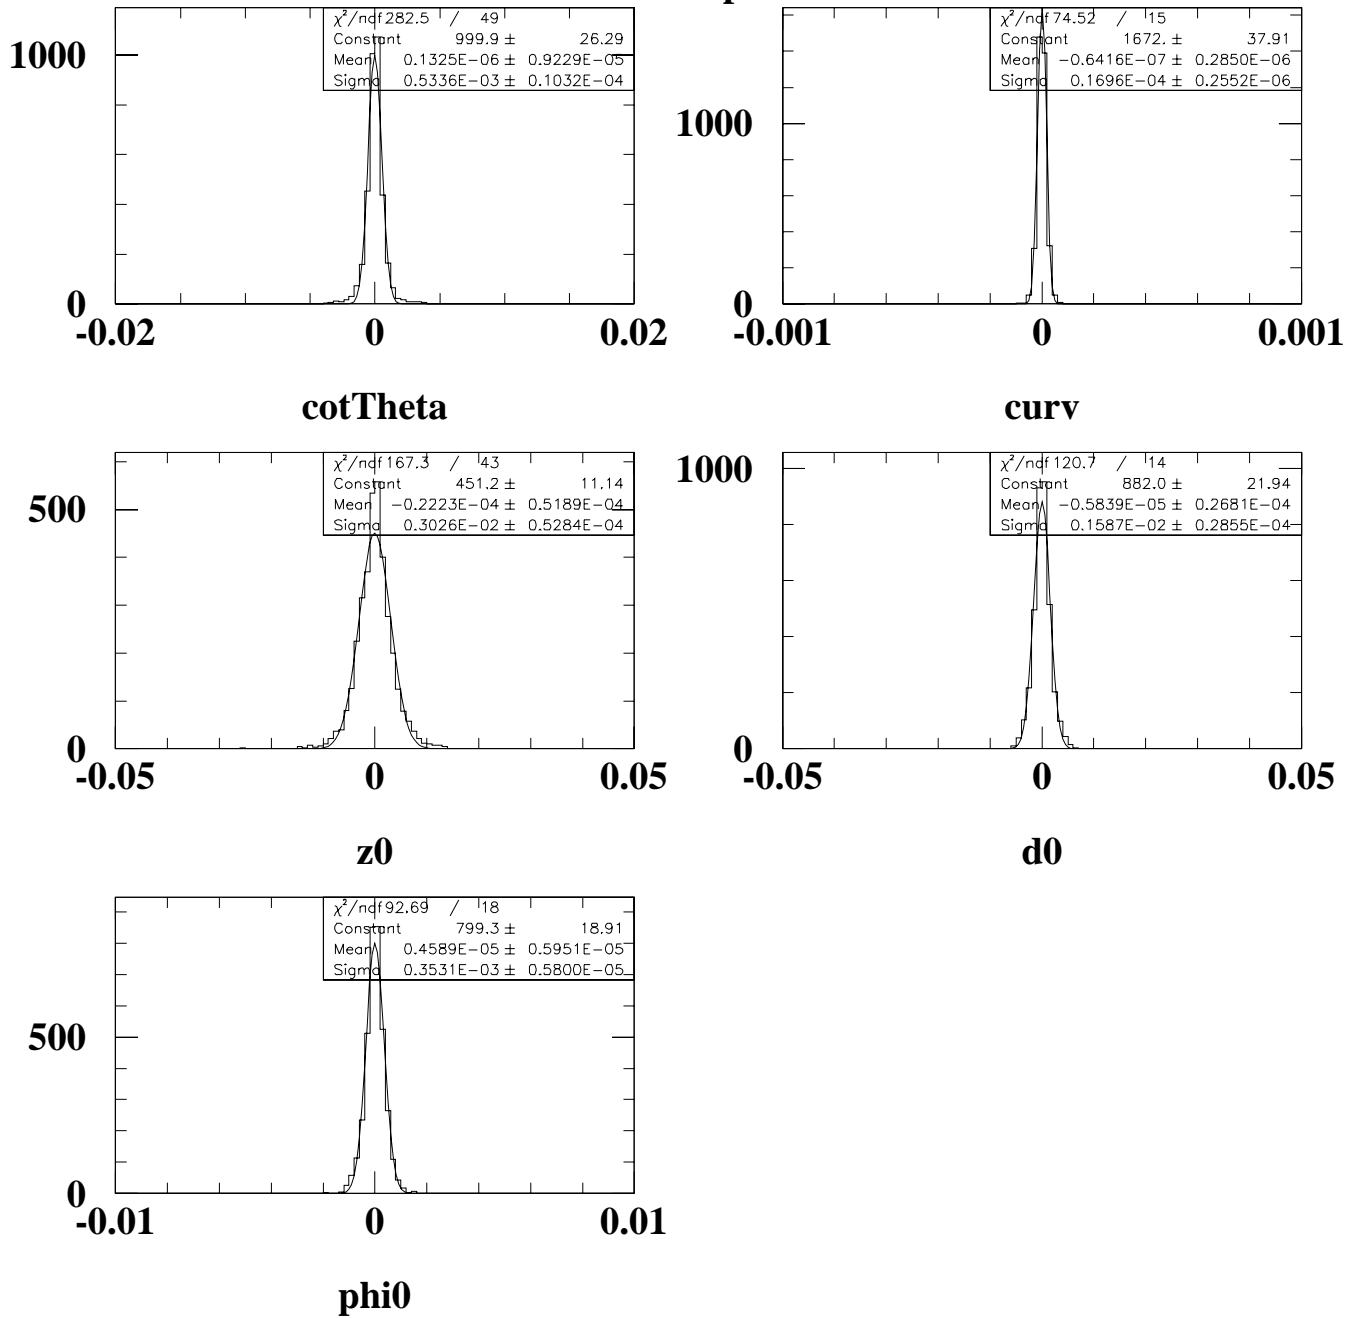 p
χ²/ndf 282.5 / 49
Constant 999.9 ± 26.29
Mean 0.1325E-06 ± 0.9229E-05
Sigma 0.5336E-03 ± 0.1032E-04
1000
0
-0.02 0 0.02
cotTheta
χ²/ndf 74.52 / 15
Constant 1672. ± 37.91
Mean -0.6416E-07 ± 0.2850E-06
Sigma 0.1696E-04 ± 0.2552E-06
1000
0
-0.001 0 0.001
curv
χ²/ndf 167.3 / 43
Constant 451.2 ± 11.14
Mean -0.2223E-04 ± 0.5189E-04
Sigma 0.3026E-02 ± 0.5284E-04
500
0
-0.05 0 0.05
z0
χ²/ndf 120.7 / 14
Constant 882.0 ± 21.94
Mean -0.5839E-05 ± 0.2681E-04
Sigma 0.1587E-02 ± 0.2855E-04
1000
0
-0.05 0 0.05
d0
χ²/ndf 92.69 / 18
Constant 799.3 ± 18.91
Mean 0.4589E-05 ± 0.5951E-05
Sigma 0.3531E-03 ± 0.5800E-05
500
0
-0.01 0 0.01
phi0